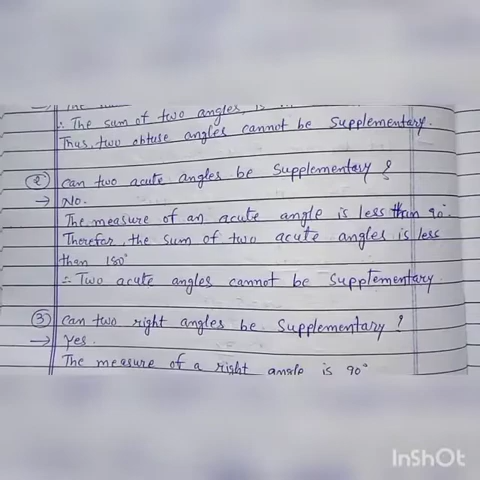 ∴ The sum of two angles, is
Thus, two obtuse angles cannot be Supplementary.
② Can two acute angles be Supplementary?
→ No.
The measure of an acute angle is less than 90°.
Therefor, the sum of two acute angles is less
than 180°
∴ Two acute angles cannot be Supplementary
③ Can two right angles be Supplementary?
→ Yes.
The measure of a right angle is 90°
InShOt